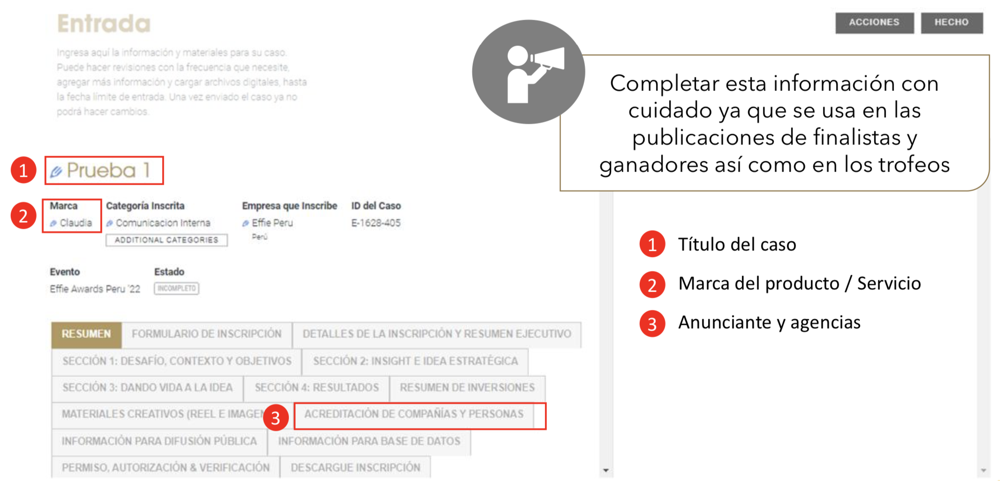 Entrada
ACCIONES
HECHO
Ingresa aquí la información y materiales para su caso.
Puede hacer revisiones con la frecuencia que necesite,
agregar más información y cargar archivos digitales, hasta
la fecha límite de entrada. Una vez enviado el caso ya no
podrá hacer cambios.
Completar esta información con
cuidado ya que se usa en las
publicaciones de finalistas y
ganadores así como en los trofeos
1
Prueba 1
2
Marca
Claudia
Categoría Inscrita
Comunicacion Interna
ADDITIONAL CATEGORIES
Empresa que Inscribe
Effie Peru
Perú
ID del Caso
E-1628-405
Evento
Effie Awards Peru '22
Estado
INCOMPLETO
1 Título del caso
2 Marca del producto / Servicio
3 Anunciante y agencias
RESUMEN
FORMULARIO DE INSCRIPCIÓN
DETALLES DE LA INSCRIPCIÓN Y RESUMEN EJECUTIVO
SECCIÓN 1: DESAFÍO, CONTEXTO Y OBJETIVOS
SECCIÓN 2: INSIGHT E IDEA ESTRATÉGICA
SECCIÓN 3: DANDO VIDA A LA IDEA
SECCIÓN 4: RESULTADOS
RESUMEN DE INVERSIONES
MATERIALES CREATIVOS (REEL E IMAGEN
3
ACREDITACIÓN DE COMPAÑÍAS Y PERSONAS
INFORMACIÓN PARA DIFUSIÓN PÚBLICA
INFORMACIÓN PARA BASE DE DATOS
PERMISO, AUTORIZACIÓN & VERIFICACIÓN
DESCARGUE INSCRIPCIÓN